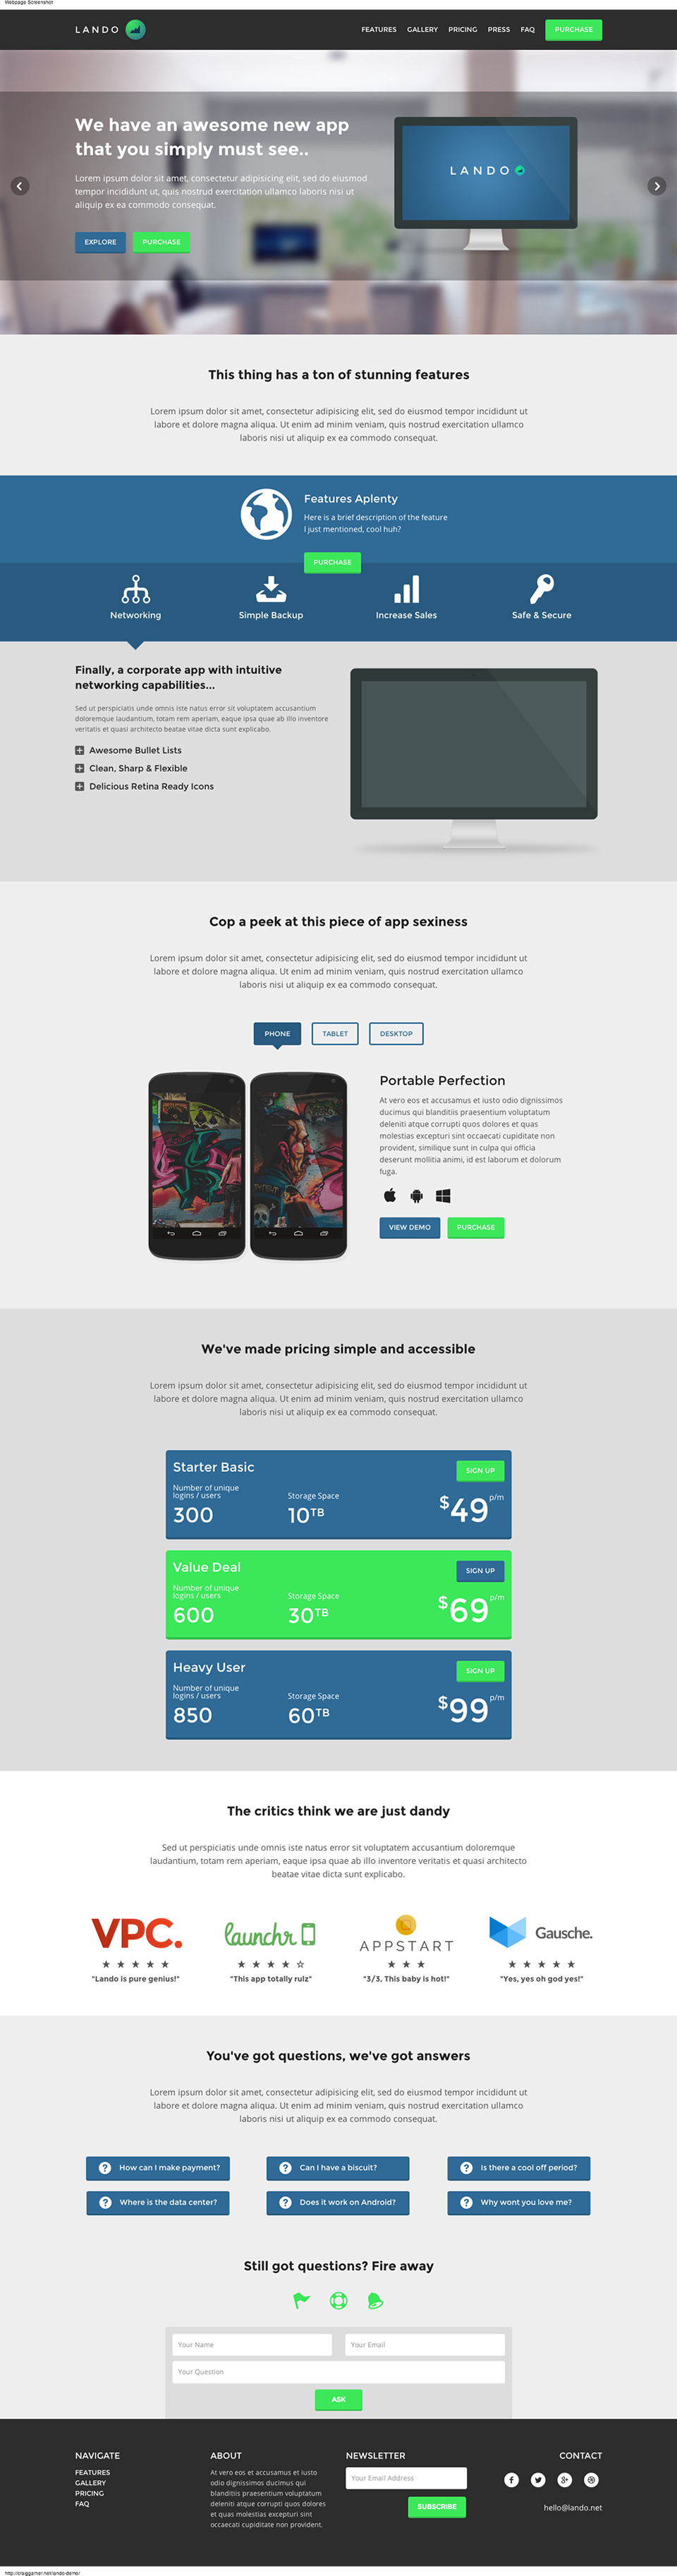 Webpage Screenshot
LANDO
FEATURES GALLERY PRICING PRESS FAQ PURCHASE
We have an awesome new app
that you simply must see..
Lorem ipsum dolor sit amet, consectetur adipisicing elit, sed do eiusmod
tempor incididunt ut, quis nostrud exercitation ullamco laboris nisi ut
aliquip ex ea commodo consequat.
EXPLORE PURCHASE
LANDO
This thing has a ton of stunning features
Lorem ipsum dolor sit amet, consectetur adipisicing elit, sed do eiusmod tempor incididunt ut
labore et dolore magna aliqua. Ut enim ad minim veniam, quis nostrud exercitation ullamco
laboris nisi ut aliquip ex ea commodo consequat.
Features Aplenty
Here is a brief description of the feature
I just mentioned, cool huh?
PURCHASE
Networking Simple Backup Increase Sales Safe & Secure
Finally, a corporate app with intuitive
networking capabilities...
Sed ut perspiciatis unde omnis iste natus error sit voluptatem accusantium
doloremque laudantium, totam rem aperiam, eaque ipsa quae ab illo inventore
veritatis et quasi architecto beatae vitae dicta sunt explicabo.
Awesome Bullet Lists
Clean, Sharp & Flexible
Delicious Retina Ready Icons
Cop a peek at this piece of app sexiness
Lorem ipsum dolor sit amet, consectetur adipisicing elit, sed do eiusmod tempor incididunt ut
labore et dolore magna aliqua. Ut enim ad minim veniam, quis nostrud exercitation ullamco
laboris nisi ut aliquip ex ea commodo consequat.
PHONE TABLET DESKTOP
Portable Perfection
At vero eos et accusamus et iusto odio dignissimos
ducimus qui blanditiis praesentium voluptatum
deleniti atque corrupti quos dolores et quas
molestias excepturi sint occaecati cupiditate non
provident, similique sunt in culpa qui officia
deserunt mollitia animi, id est laborum et dolorum
fuga.
VIEW DEMO PURCHASE
We've made pricing simple and accessible
Lorem ipsum dolor sit amet, consectetur adipisicing elit, sed do eiusmod tempor incididunt ut
labore et dolore magna aliqua. Ut enim ad minim veniam, quis nostrud exercitation ullamco
laboris nisi ut aliquip ex ea commodo consequat.
Starter Basic SIGN UP
Number of unique
logins / users Storage Space
300 10TB $49p/m
Value Deal SIGN UP
Number of unique
logins / users Storage Space
600 30TB $69p/m
Heavy User SIGN UP
Number of unique
logins / users Storage Space
850 60TB $99p/m
The critics think we are just dandy
Sed ut perspiciatis unde omnis iste natus error sit voluptatem accusantium doloremque
laudantium, totam rem aperiam, eaque ipsa quae ab illo inventore veritatis et quasi architecto
beatae vitae dicta sunt explicabo.
VPC. launchr APPSTART Gausche.
"Lando is pure genius!" "This app totally rulz" "3/3, This baby is hot!" "Yes, yes oh god yes!"
You've got questions, we've got answers
Lorem ipsum dolor sit amet, consectetur adipisicing elit, sed do eiusmod tempor incididunt ut
labore et dolore magna aliqua. Ut enim ad minim veniam, quis nostrud exercitation ullamco
laboris nisi ut aliquip ex ea commodo consequat.
How can I make payment? Can I have a biscuit? Is there a cool off period?
Where is the data center? Does it work on Android? Why wont you love me?
Still got questions? Fire away
Your Name Your Email
Your Question
ASK
NAVIGATE
FEATURES
GALLERY
PRICING
FAQ
ABOUT
At vero eos et accusamus et iusto
odio dignissimos ducimus qui
blanditiis praesentium voluptatum
deleniti atque corrupti quos dolores
et quas molestias excepturi sint
occaecati cupiditate non provident.
NEWSLETTER
Your Email Address
SUBSCRIBE
CONTACT
hello@lando.net
http://craiggarner.net/lando-demo/